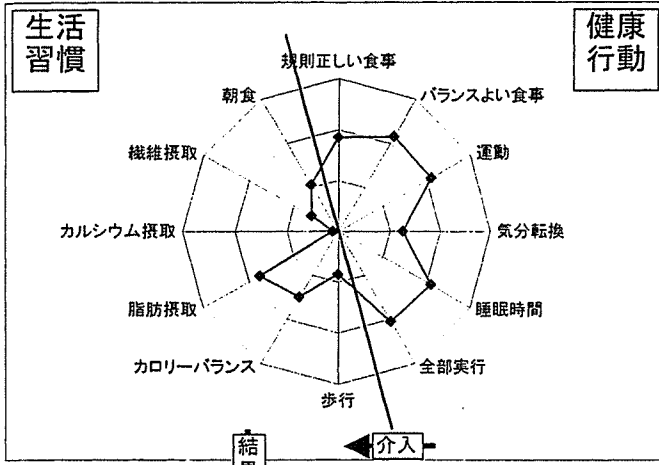 生活
習慣
健康
行動
規則正しい食事
朝食
バランスよい食事
繊維摂取
運動
カルシウム摂取
気分転換
脂肪摂取
睡眠時間
カロリーバランス
全部実行
歩行
結
介入